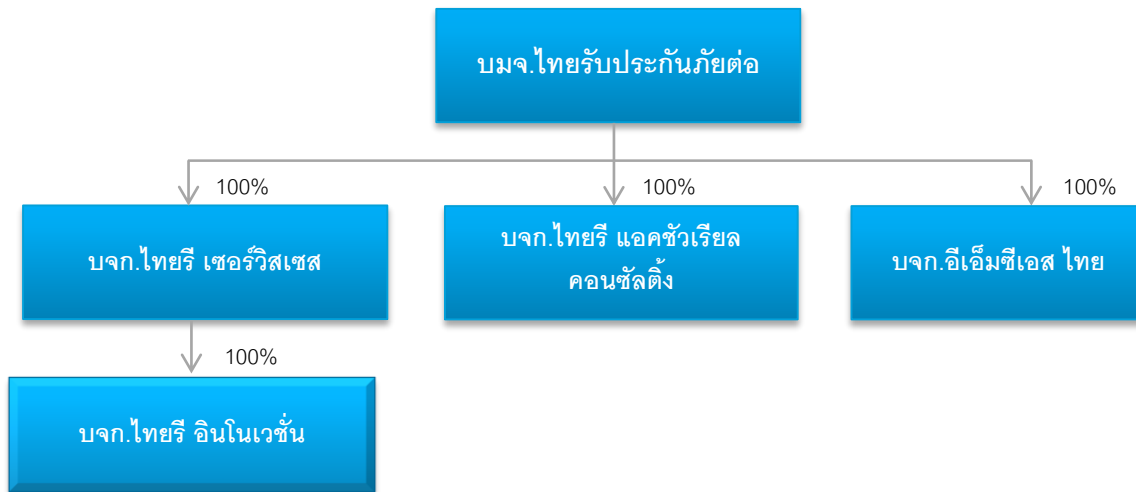 บมจ.ไทยรับประกันภัยต่อ
100%
100%
100%
บจก.ไทยรี เซอร์วิสเซส
บจก.ไทยรี แอคชัวเรียล
คอนซัลติ้ง
บจก.อีเอ็มซีเอส ไทย
100%
บจก.ไทยรี อินโนเวชั่น